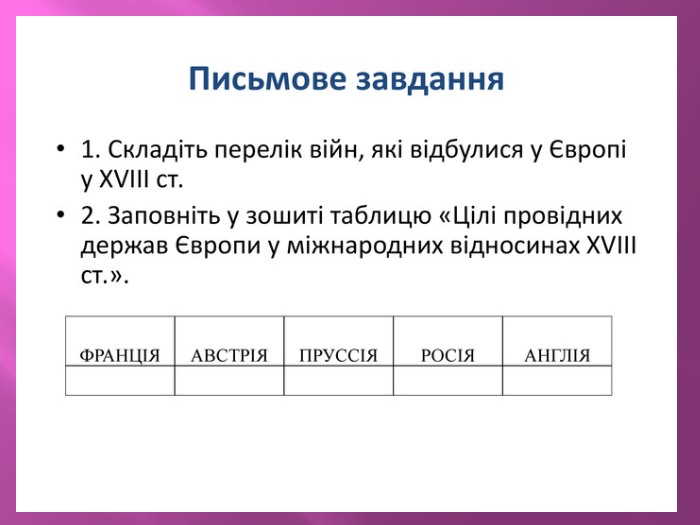 Письмове завдання
• 1. Складіть перелік війн, які відбулися у Європі
у XVIII ст.
• 2. Заповніть у зошиті таблицю «Цілі провідних
держав Європи у міжнародних відносинах XVIII
ст.».
ФРАНЦІЯ АВСТРІЯ ПРУССІЯ РОСІЯ АНГЛІЯ